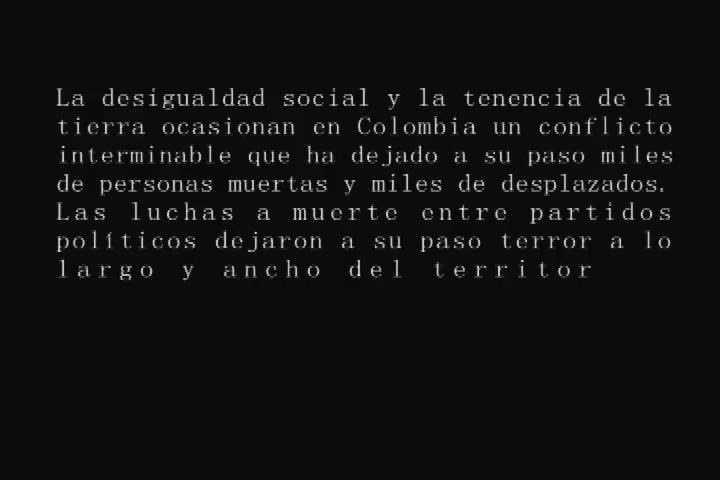 La desigualdad social y la tenencia de la
tierra ocasionan en Colombia un conflicto
interminable que ha dejado a su paso miles
de personas muertas y miles de desplazados.
Las luchas a muerte entre partidos
políticos dejaron a su paso terror a lo
largo y ancho del territor